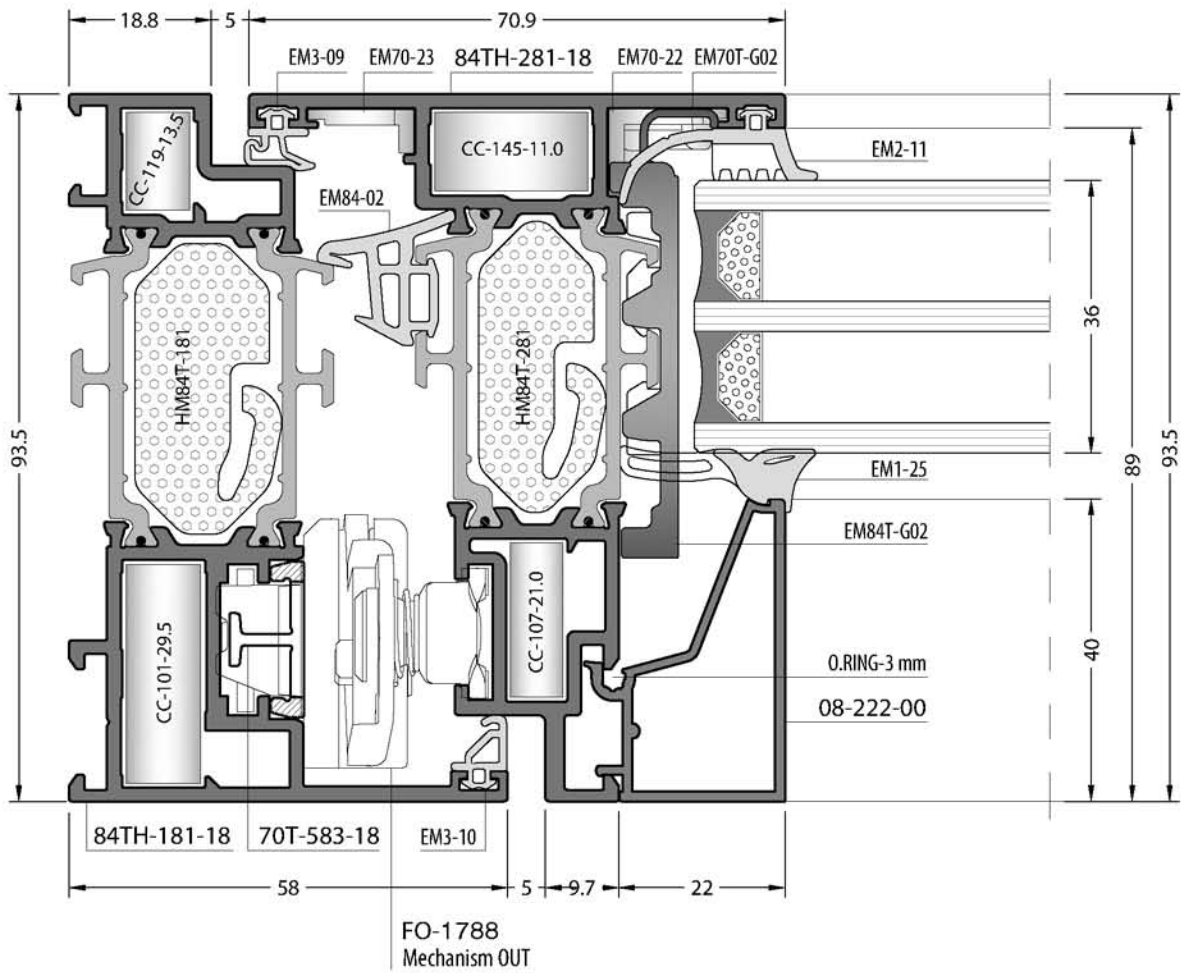 18.8
5
70.9
EM3-09
EM70-23
84TH-281-18
EM70-22
EM70T-G02
CC-119-13.5
CC-145-11.0
EM2-11
EM84-02
HM84T-181
HM84T-281
36
93.5
89
93.5
EM1-25
EM84T-G02
CC-101-29.5
CC-107-21.0
40
O.RING-3 mm
08-222-00
84TH-181-18
70T-583-18
EM3-10
58
5
9.7
22
FO-1788
Mechanism OUT